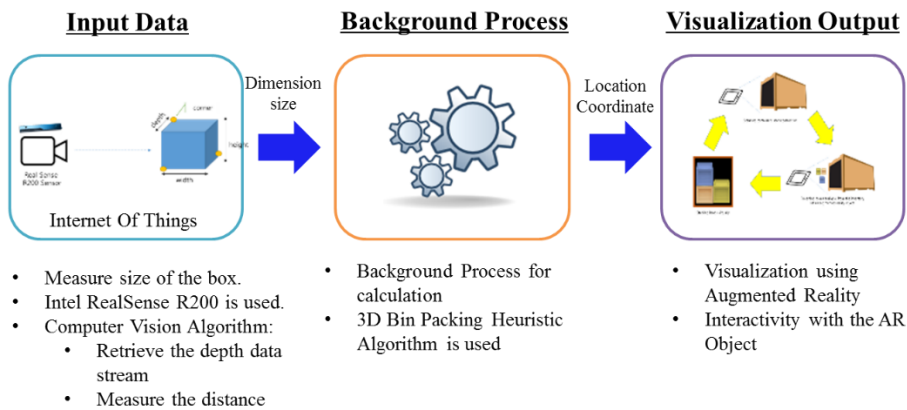 Input Data
Background Process
Visualization Output
corner
depth
height
width
Real Sense
R200 Sensor
Internet Of Things
Dimension
size
Location
Coordinate
• Measure size of the box.
• Intel RealSense R200 is used.
• Computer Vision Algorithm:
• Retrieve the depth data
stream
• Measure the distance
• Background Process for
calculation
• 3D Bin Packing Heuristic
Algorithm is used
• Visualization using
Augmented Reality
• Interactivity with the AR
Object